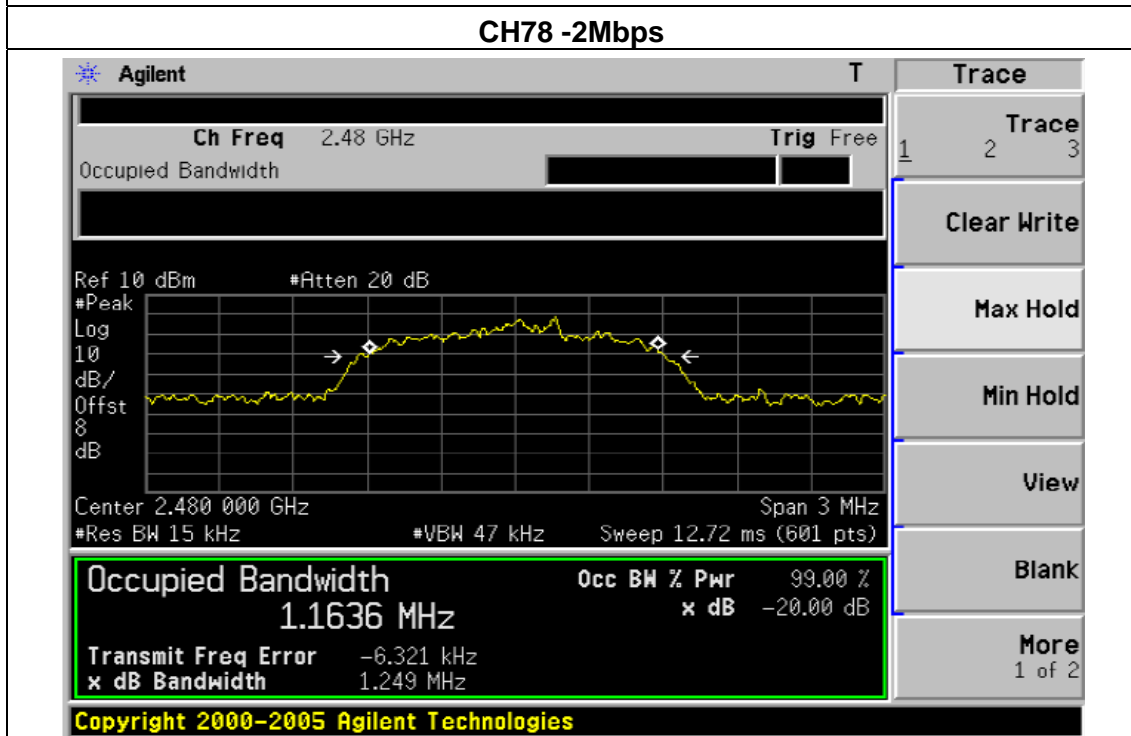 CH78 -2Mbps
Agilent T Trace
Ch Freq 2.48 GHz Trig Free
Occupied Bandwidth
Trace
1 2 3
Clear Write
Max Hold
Min Hold
View
Blank
More
1 of 2
Ref 10 dBm #Atten 20 dB
#Peak
Log
10
dB/
Offst
8
dB
Center 2.480 000 GHz Span 3 MHz
#Res BW 15 kHz #VBW 47 kHz Sweep 12.72 ms (601 pts)
Occupied Bandwidth Occ BW % Pwr 99.00 %
1.1636 MHz x dB -20.00 dB
Transmit Freq Error -6.321 kHz
x dB Bandwidth 1.249 MHz
Copyright 2000-2005 Agilent Technologies